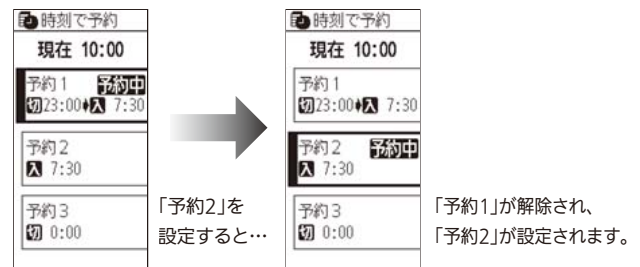 時刻で予約
現在 10:00
予約1 予約中
切23:00入 7:30
予約2
入 7:30
予約3
切 0:00
「予約2」を
設定すると…
時刻で予約
現在 10:00
予約1
切23:00入 7:30
予約2 予約中
入 7:30
予約3
切 0:00
「予約1」が解除され、
「予約2」が設定されます。